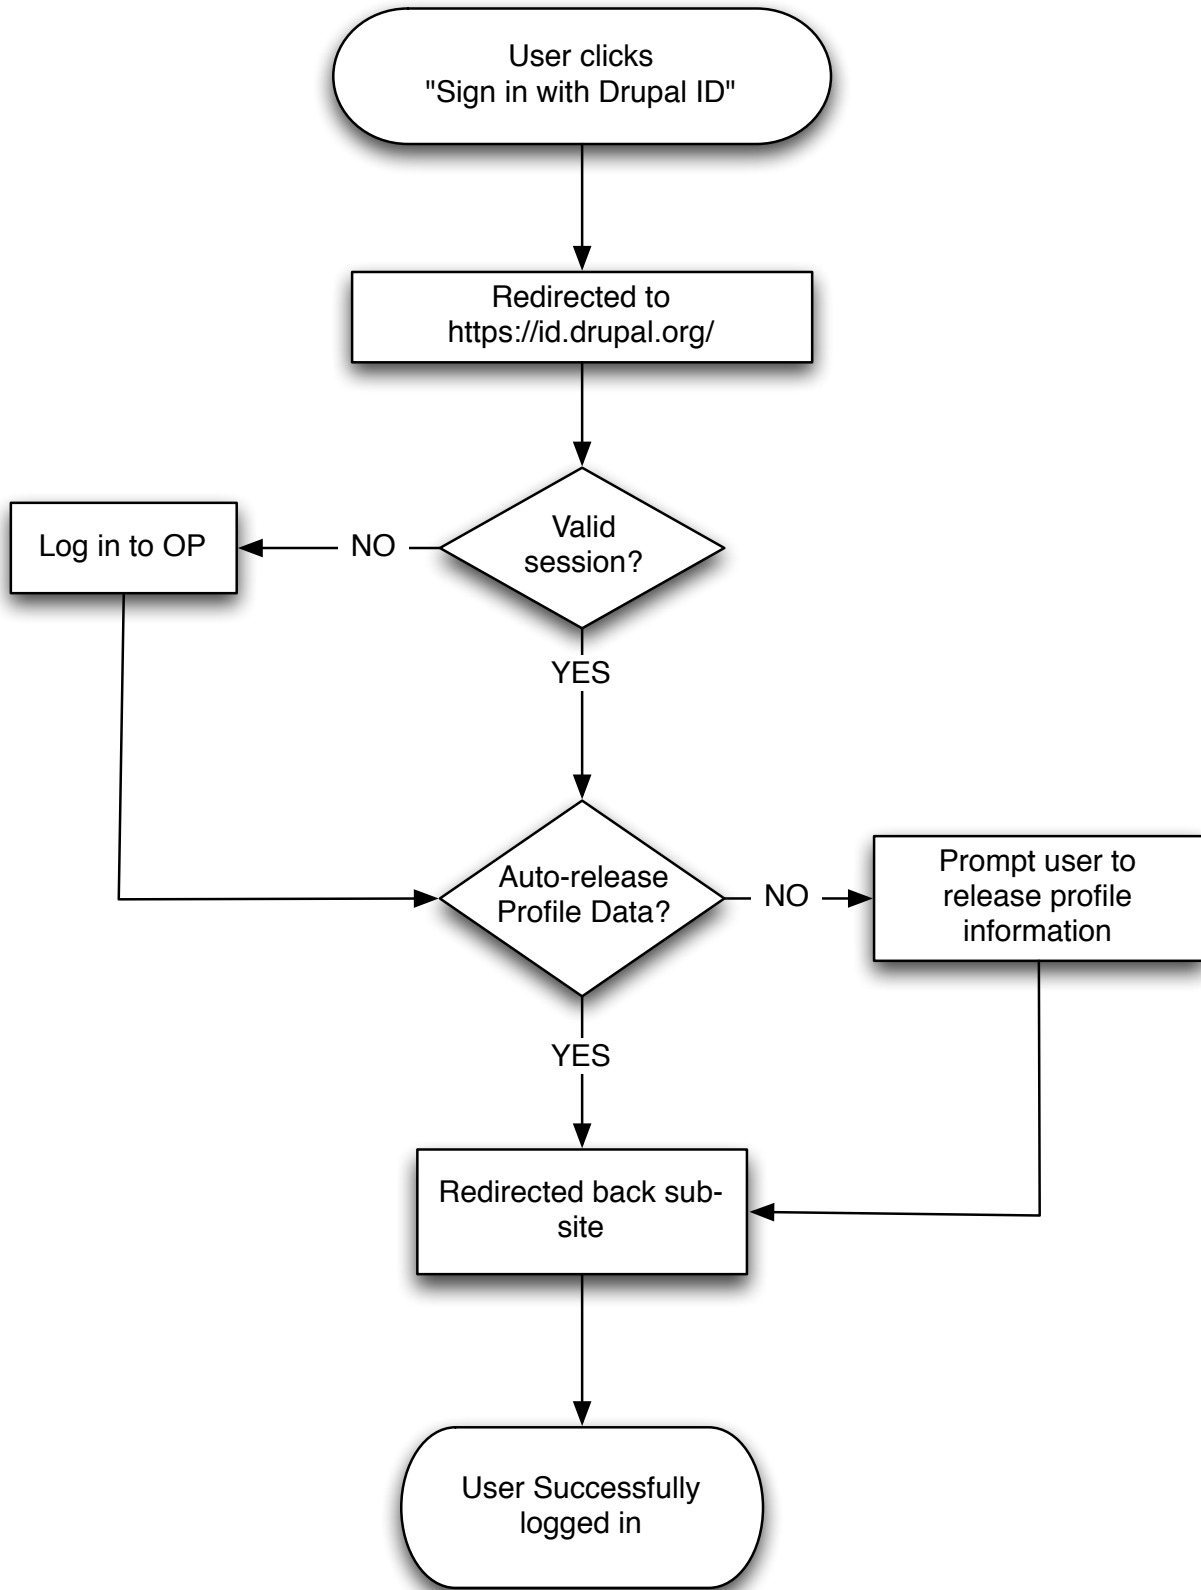 User clicks
"Sign in with Drupal ID"
Redirected to
https://id.drupal.org/
Valid
session?
NO
Log in to OP
YES
Auto-release
Profile Data?
NO
Prompt user to
release profile
information
YES
Redirected back sub-
site
User Successfully
logged in